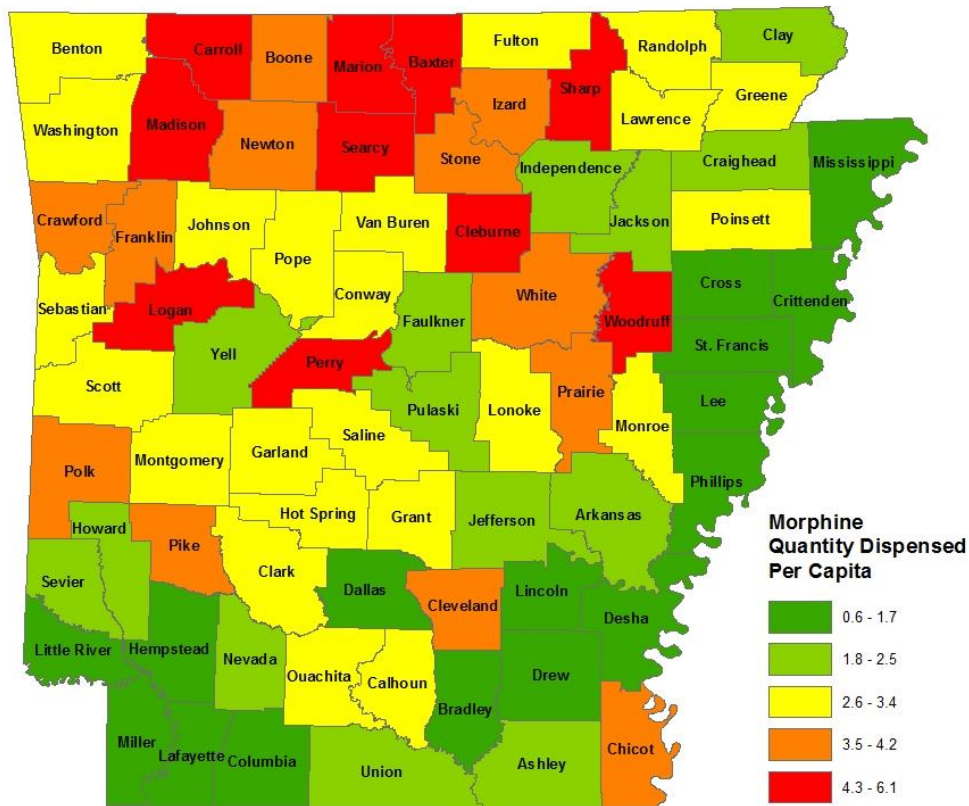 Benton
Carroll
Boone
Marion
Baxter
Fulton
Randolph
Clay
Washington
Madison
Newton
Searcy
Stone
Izard
Sharp
Lawrence
Greene
Independence
Craighead
Mississippi
Crawford
Franklin
Johnson
Pope
Van Buren
Cleburne
Jackson
Poinsett
Sebastian
Logan
Conway
Faulkner
White
Woodruff
Cross
Crittenden
Yell
Perry
St. Francis
Scott
Pulaski
Lonoke
Prairie
Monroe
Lee
Polk
Montgomery
Garland
Saline
Phillips
Howard
Pike
Hot Spring
Grant
Jefferson
Arkansas
Sevier
Clark
Dallas
Cleveland
Lincoln
Desha
Little River
Hempstead
Nevada
Ouachita
Calhoun
Bradley
Drew
Miller
Lafayette
Columbia
Union
Ashley
Chicot
Morphine
Quantity Dispensed
Per Capita
0.6 - 1.7
1.8 - 2.5
2.6 - 3.4
3.5 - 4.2
4.3 - 6.1